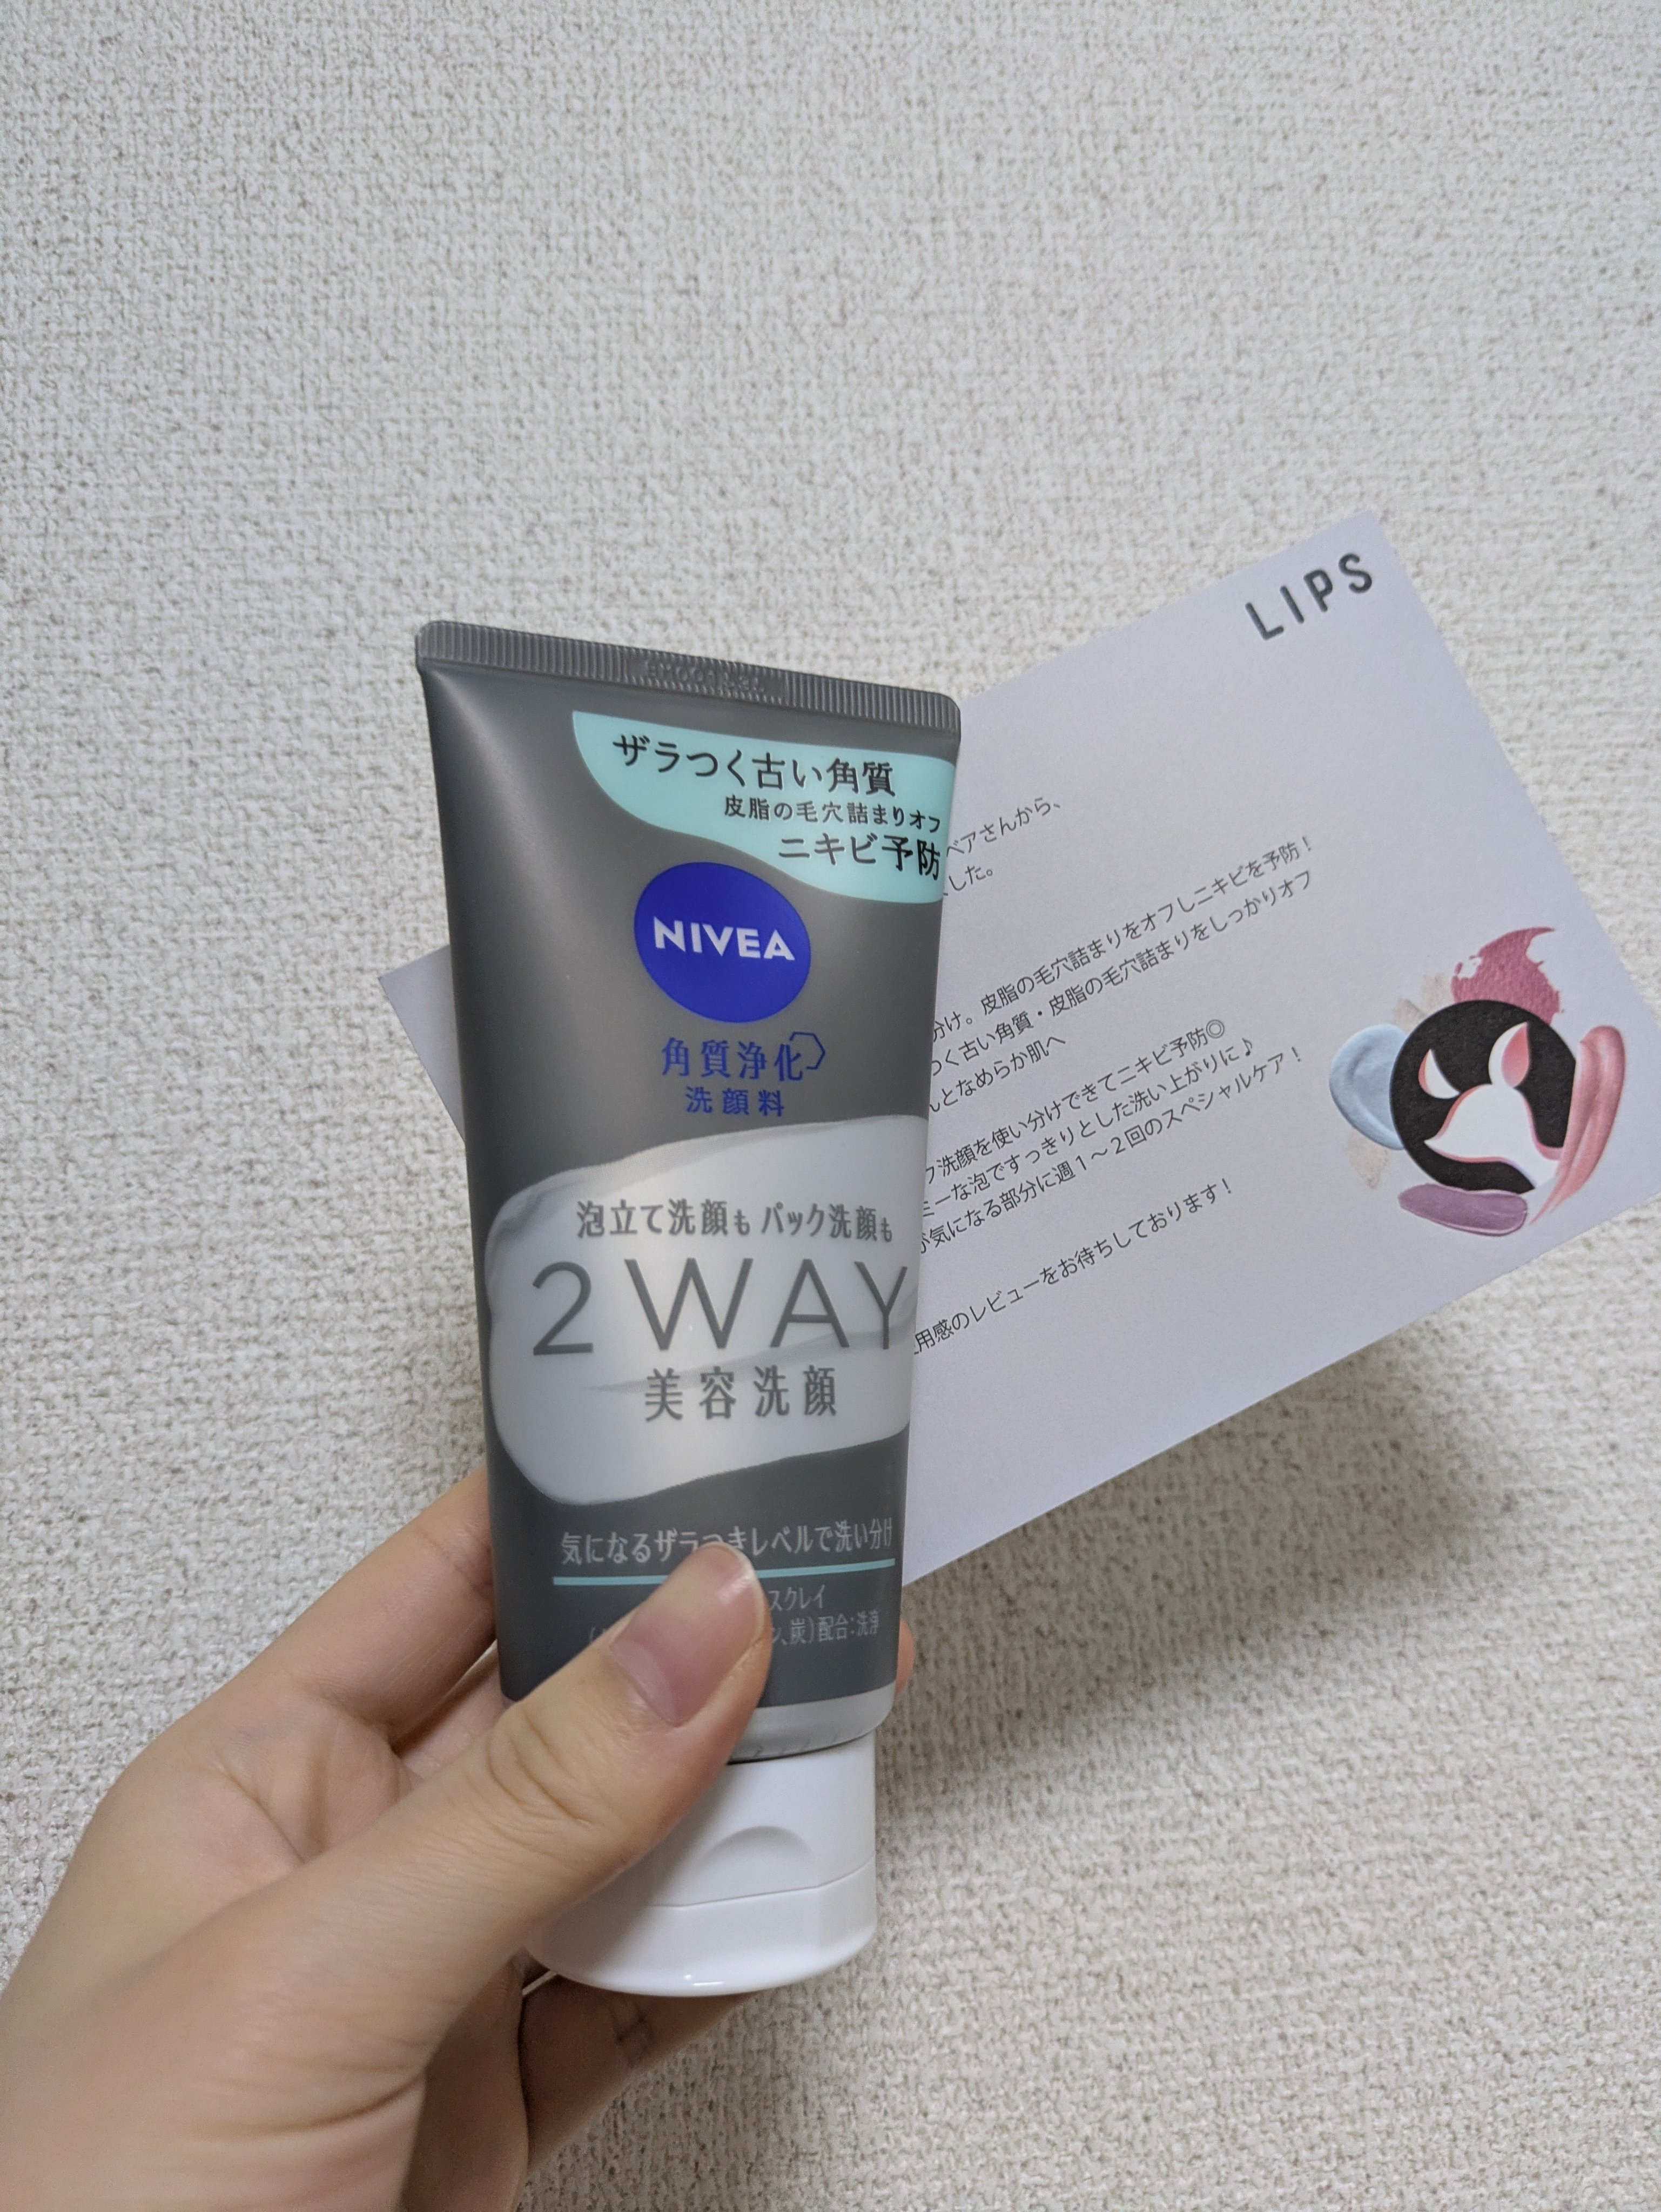 ザラつく古い角質
皮脂の毛穴詰まりオフ
ニキビ予防
NIVEA
角質浄化
洗顔料
泡立て洗顔も パック洗顔も
2WAY
美容洗顔
気になるザラつきレベルで洗い分け
スクレイ
炭)配合:洗浄
LIPS
ベアさんから、
した。
分け。皮脂の毛穴詰まりをオフしニキビを予防！
つく古い角質・皮脂の毛穴詰まりをしっかりオフ
んとなめらか肌へ
洗顔を使い分けできてニキビ予防◎
ミーな泡ですっきりとした洗い上がりに♪
が気になる部分に週１〜２回のスペシャルケア！
用感のレビューをお待ちしております！